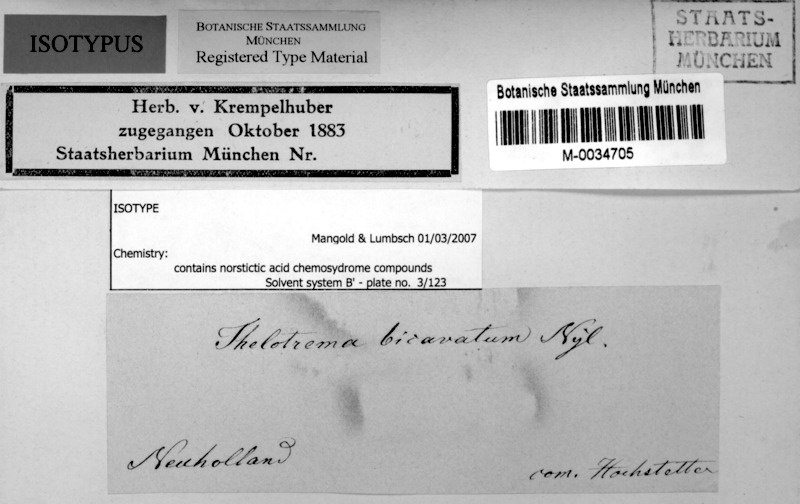 ISOTYPUS
BOTANISCHE STAATSSAMMLUNG
MÜNCHEN
Registered Type Material
STAATS-
HERBARIUM
MÜNCHEN
Herb. v. Krempelhuber
zugegangen Oktober 1883
Staatsherbarium München Nr.
Botanische Staatssammlung München
M-0034705
ISOTYPE
Mangold & Lumbsch 01/03/2007
Chemistry:
contains norstictic acid chemosydrome compounds
Solvent system B' - plate no. 3/123
Thelotrema bicavatum Nyl.
Neuholland
com. Hochstetter